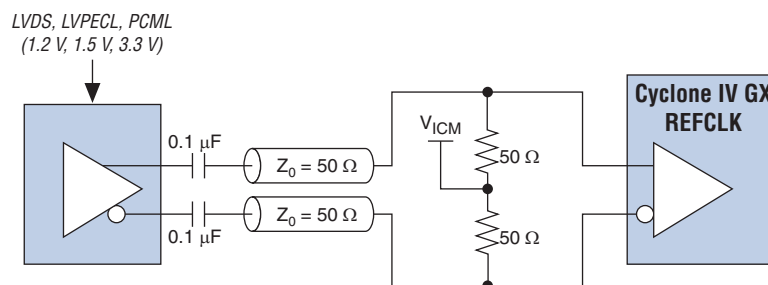 LVDS, LVPECL, PCML
(1.2 V, 1.5 V, 3.3 V)
Cyclone IV GX
REFCLK
0.1 μF
Z0 = 50 Ω
VICM
50 Ω
Z0 = 50 Ω
0.1 μF
50 Ω